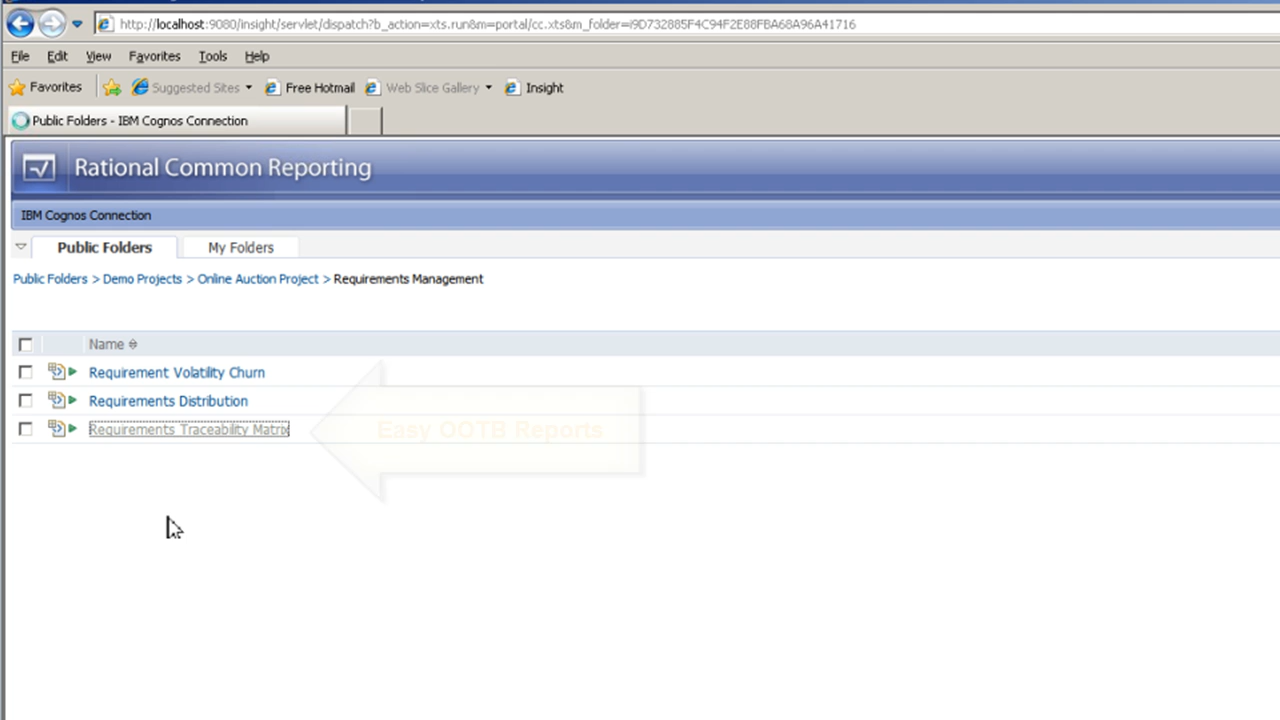 http://localhost:9080/insight/servlet/dispatch?b_action=xts.run&m=portal/cc.xts&m_folder=i9D732885F4C94F2E88FBA68A96A41716
File Edit View Favorites Tools Help
Favorites Suggested Sites Free Hotmail Web Slice Gallery Insight
Public Folders - IBM Cognos Connection
Rational Common Reporting
IBM Cognos Connection
Public Folders My Folders
Public Folders > Demo Projects > Online Auction Project > Requirements Management
Name
Requirement Volatility Churn
Requirements Distribution
Requirements Traceability Matrix
Easy OOTB Reports